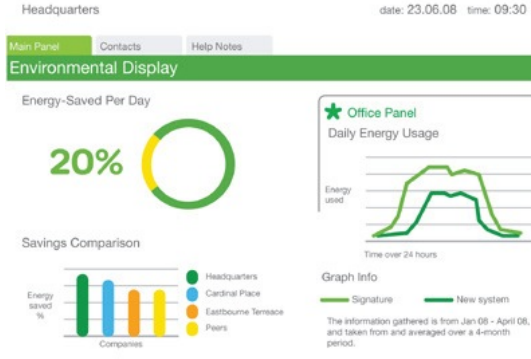 Headquarters
date: 23.06.08 time: 09:30
Main Panel
Contacts
Help Notes
Environmental Display
Energy-Saved Per Day
20%
Office Panel
Daily Energy Usage
Energy
used
Time over 24 hours
Savings Comparison
Energy
saved
%
Companies
Headquarters
Cardinal Place
Eastbourne Terreace
Peers
Graph Info
Signature
New system
The information gathered is from Jan 08 - April 08,
and taken from and averaged over a 4-month
period.